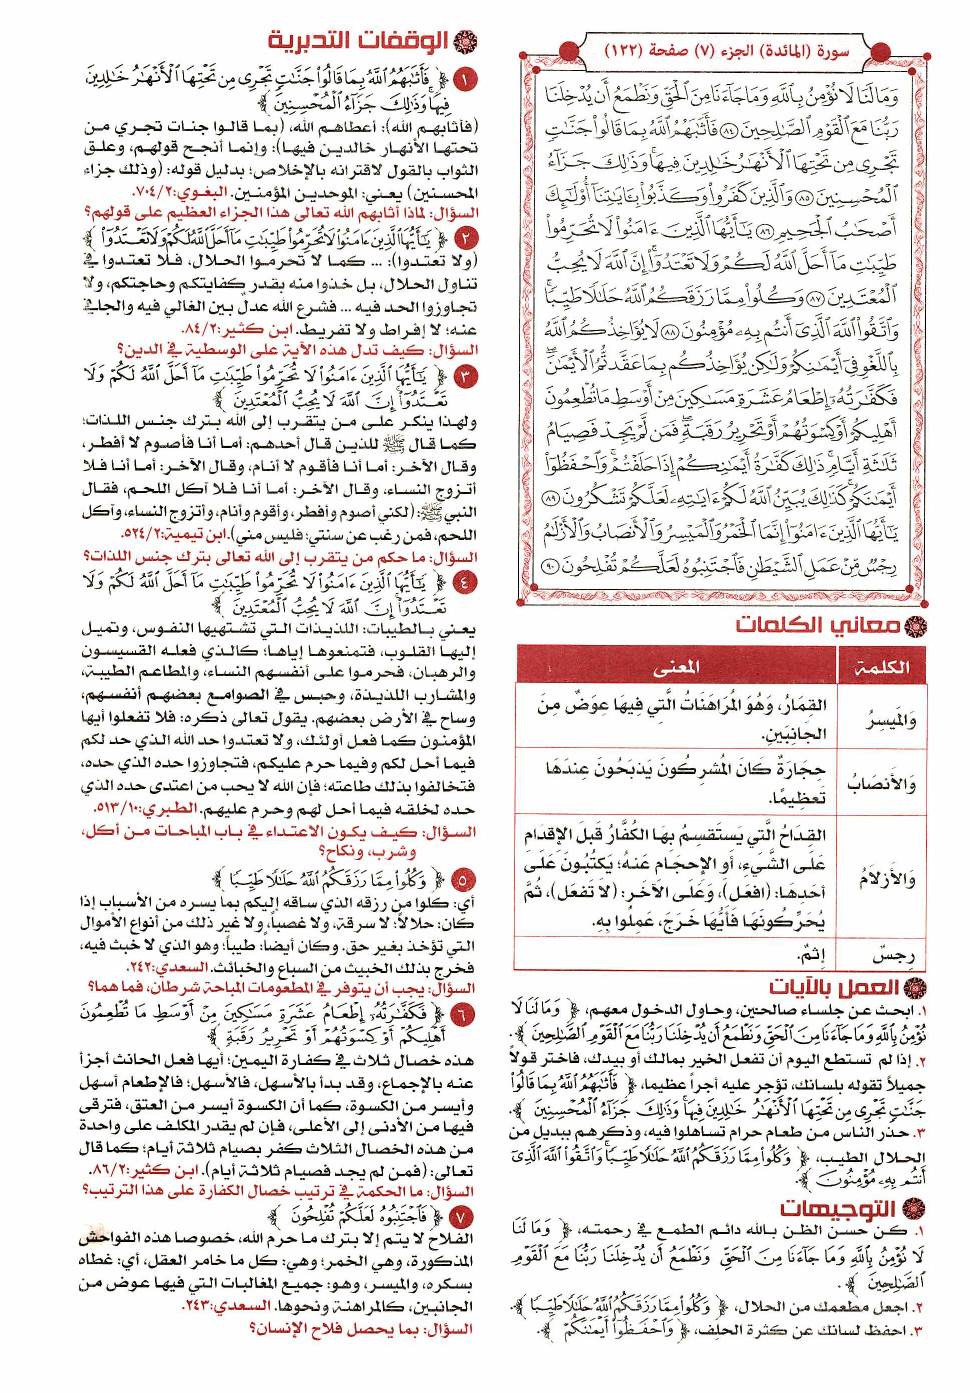 سورة (المائدة) الجزء (٧) صفحة (١٢٢)
وَمَا لَنَا لَا نُؤْمِنُ بِاللَّهِ وَمَا جَاءَنَا مِنَ الْحَقِّ وَنَطْمَعُ أَن يُدْخِلَنَا
رَبُّنَا مَعَ الْقَوْمِ الصَّالِحِينَ ٨٤ فَأَثَابَهُمُ اللَّهُ بِمَا قَالُوا جَنَّاتٍ
تَجْرِي مِن تَحْتِهَا الْأَنْهَارُ خَالِدِينَ فِيهَا وَذَٰلِكَ جَزَاءُ
الْمُحْسِنِينَ ٨٥ وَالَّذِينَ كَفَرُوا وَكَذَّبُوا بِآيَاتِنَا أُولَٰئِكَ
أَصْحَابُ الْجَحِيمِ ٨٦ يَا أَيُّهَا الَّذِينَ ءَامَنُوا لَا تُحَرِّمُوا
طَيِّبَاتِ مَا أَحَلَّ اللَّهُ لَكُمْ وَلَا تَعْتَدُوا إِنَّ اللَّهَ لَا يُحِبُّ
الْمُعْتَدِينَ ٨٧ وَكُلُوا مِمَّا رَزَقَكُمُ اللَّهُ حَلَالًا طَيِّبًا
وَاتَّقُوا اللَّهَ الَّذِي أَنتُم بِهِ مُؤْمِنُونَ ٨٨ لَا يُؤَاخِذُكُمُ اللَّهُ
بِاللَّغْوِ فِي أَيْمَانِكُمْ وَلَٰكِن يُؤَاخِذُكُم بِمَا عَقَّدتُّمُ الْأَيْمَانَ
فَكَفَّارَتُهُ إِطْعَامُ عَشَرَةِ مَسَاكِينَ مِنْ أَوْسَطِ مَا تُطْعِمُونَ
أَهْلِيكُمْ أَوْ كِسْوَتُهُمْ أَوْ تَحْرِيرُ رَقَبَةٍ فَمَن لَّمْ يَجِدْ فَصِيَامُ
ثَلَاثَةِ أَيَّامٍ ذَٰلِكَ كَفَّارَةُ أَيْمَانِكُمْ إِذَا حَلَفْتُمْ وَاحْفَظُوا
أَيْمَانَكُمْ كَذَٰلِكَ يُبَيِّنُ اللَّهُ لَكُمْ ءَايَاتِهِ لَعَلَّكُمْ تَشْكُرُونَ ٨٩
يَا أَيُّهَا الَّذِينَ ءَامَنُوا إِنَّمَا الْخَمْرُ وَالْمَيْسِرُ وَالْأَنصَابُ وَالْأَزْلَامُ
رِجْسٌ مِّنْ عَمَلِ الشَّيْطَانِ فَاجْتَنِبُوهُ لَعَلَّكُمْ تُفْلِحُونَ ٩٠
معاني الكلمات
الكلمة المعنى
وَالمَيسِرُ القِمَارُ، وَهُوَ المُرَاهَنَاتُ الَّتِي فِيهَا عِوَضٌ مِنَ
الجَانِبَينِ.
وَالأَنصَابُ حِجَارَةٌ كَانَ المُشرِكُونَ يَذبَحُونَ عِندَهَا
تَعظِيمًا.
وَالأَزلاَمُ القِدَاحُ الَّتِي يَستَقسِمُ بِهَا الكُفَّارُ قَبلَ الإِقدَامِ
عَلَى الشَّيءِ، أَوِ الإِحجَامِ عَنهُ؛ يَكتُبُونَ عَلَى
أَحَدِهَا: (افعَل)، وَعَلَى الآخَرِ: (لاَ تَفعَل)، ثُمَّ
يُحَرِّكُونَهَا فَأَيُّهَا خَرَجَ، عَمِلُوا بِهِ.
رِجسٌ إِثمٌ.
العمل بالآيات
١. ابحث عن جلساء صالحين، وحاول الدخول معهم، ﴿ وَمَا لَنَا لَا
نُؤْمِنُ بِاللَّهِ وَمَا جَاءَنَا مِنَ الْحَقِّ وَنَطْمَعُ أَن يُدْخِلَنَا رَبُّنَا مَعَ الْقَوْمِ الصَّالِحِينَ ﴾.
٢. إذا لم تستطع اليوم أن تفعل الخير بمالك أو بيدك، فاختر قولاً
جميلاً تقوله بلسانك، تؤجر عليه أجراً عظيما، ﴿ فَأَثَابَهُمُ اللَّهُ بِمَا قَالُوا
جَنَّاتٍ تَجْرِي مِن تَحْتِهَا الْأَنْهَارُ خَالِدِينَ فِيهَا وَذَٰلِكَ جَزَاءُ الْمُحْسِنِينَ ﴾.
٣. حذر الناس من طعام حرام تساهلوا فيه، وذكرهم ببديل من
الحلال الطيب، ﴿ وَكُلُوا مِمَّا رَزَقَكُمُ اللَّهُ حَلَالًا طَيِّبًا وَاتَّقُوا اللَّهَ الَّذِي
أَنتُم بِهِ مُؤْمِنُونَ ﴾.
التوجيهات
١. كن حسن الظن بالله دائم الطمع في رحمته، ﴿ وَمَا لَنَا
لَا نُؤْمِنُ بِاللَّهِ وَمَا جَاءَنَا مِنَ الْحَقِّ وَنَطْمَعُ أَن يُدْخِلَنَا رَبُّنَا مَعَ الْقَوْمِ
الصَّالِحِينَ ﴾.
٢. اجعل مطعمك من الحلال، ﴿ وَكُلُوا مِمَّا رَزَقَكُمُ اللَّهُ حَلَالًا طَيِّبًا ﴾.
٣. احفظ لسانك عن كثرة الحلف، ﴿ وَاحْفَظُوا أَيْمَانَكُمْ ﴾.
الوقفات التدبرية
١ ﴿ فَأَثَابَهُمُ اللَّهُ بِمَا قَالُوا جَنَّاتٍ تَجْرِي مِن تَحْتِهَا الْأَنْهَارُ خَالِدِينَ
فِيهَا وَذَٰلِكَ جَزَاءُ الْمُحْسِنِينَ ﴾
(فأثابهم الله): أعطاهم الله، (بما قالوا جنات تجري من
تحتها الأنهار خالدين فيها): وإنما أنجح قولهم، وعلق
الثواب بالقول لاقترانه بالإخلاص؛ بدليل قوله: (وذلك جزاء
المحسنين) يعني: الموحدين المؤمنين. البغوي:٧٠٤/٢.
السؤال: لماذا أثابهم الله تعالى هذا الجزاء العظيم على قولهم؟
٢ ﴿ يَا أَيُّهَا الَّذِينَ ءَامَنُوا لَا تُحَرِّمُوا طَيِّبَاتِ مَا أَحَلَّ اللَّهُ لَكُمْ وَلَا تَعْتَدُوا ﴾
(ولا تعتدوا): ... كما لا تحرموا الحلال، فلا تعتدوا في
تناول الحلال، بل خذوا منه بقدر كفايتكم وحاجتكم، ولا
تجاوزوا الحد فيه ... فشرع الله عدل بين الغالي فيه والجافي
عنه؛ لا إفراط ولا تفريط. ابن كثير:٨٤/٢.
السؤال: كيف تدل هذه الآية على الوسطية في الدين؟
٣ ﴿ يَا أَيُّهَا الَّذِينَ ءَامَنُوا لَا تُحَرِّمُوا طَيِّبَاتِ مَا أَحَلَّ اللَّهُ لَكُمْ وَلَا
تَعْتَدُوا إِنَّ اللَّهَ لَا يُحِبُّ الْمُعْتَدِينَ ﴾
ولهذا ينكر على من يتقرب إلى الله بترك جنس اللذات؛
كما قال ﷺ للذين قال أحدهم: أما أنا فأصوم لا أفطر،
وقال الآخر: أما أنا فأقوم لا أنام، وقال الآخر: أما أنا فلا
أتزوج النساء، وقال الآخر: أما أنا فلا آكل اللحم، فقال
النبي ﷺ: (لكني أصوم وأفطر، وأقوم وأنام، وأتزوج النساء، وآكل
اللحم، فمن رغب عن سنتي: فليس مني). ابن تيمية:٥٢٤/٢.
السؤال: ما حكم من يتقرب إلى الله تعالى بترك جنس اللذات؟
٤ ﴿ يَا أَيُّهَا الَّذِينَ ءَامَنُوا لَا تُحَرِّمُوا طَيِّبَاتِ مَا أَحَلَّ اللَّهُ لَكُمْ وَلَا
تَعْتَدُوا إِنَّ اللَّهَ لَا يُحِبُّ الْمُعْتَدِينَ ﴾
يعني بالطيبات: اللذيذات التي تشتهيها النفوس، وتميل
إليها القلوب، فتمنعوها إياها؛ كالذي فعله القسيسون
والرهبان، فحرموا على أنفسهم النساء، والمطاعم الطيبة،
والمشارب اللذيذة، وحبس في الصوامع بعضهم أنفسهم،
وساح في الأرض بعضهم. يقول تعالى ذكره: فلا تفعلوا أيها
المؤمنون كما فعل أولئك، ولا تعتدوا حد الله الذي حد لكم
فيما أحل لكم وفيما حرم عليكم، فتجاوزوا حده الذي حده،
فتخالفوا بذلك طاعته؛ فإن الله لا يحب من اعتدى حده الذي
حده لخلقه فيما أحل لهم وحرم عليهم. الطبري:٥١٣/١٠.
السؤال: كيف يكون الاعتداء في باب المباحات من أكل،
وشرب، ونكاح؟
٥ ﴿ وَكُلُوا مِمَّا رَزَقَكُمُ اللَّهُ حَلَالًا طَيِّبًا ﴾
أي: كلوا من رزقه الذي ساقه إليكم بما يسره من الأسباب إذا
كان: حلالاً؛ لا سرقة، ولا غصباً، ولا غير ذلك من أنواع الأموال
التي تؤخذ بغير حق. وكان أيضا: طيباً؛ وهو الذي لا خبث فيه،
فخرج بذلك الخبيث من السباع والخبائث. السعدي:٢٤٢.
السؤال: يجب أن يتوفر في المطعومات المباحة شرطان، فما هما؟
٦ ﴿ فَكَفَّارَتُهُ إِطْعَامُ عَشَرَةِ مَسَاكِينَ مِنْ أَوْسَطِ مَا تُطْعِمُونَ
أَهْلِيكُمْ أَوْ كِسْوَتُهُمْ أَوْ تَحْرِيرُ رَقَبَةٍ ﴾
هذه خصال ثلاث في كفارة اليمين؛ أيها فعل الحانث أجزأ
عنه بالإجماع، وقد بدأ بالأسهل، فالأسهل؛ فالإطعام أسهل
وأيسر من الكسوة، كما أن الكسوة أيسر من العتق، فترقى
فيها من الأدنى إلى الأعلى، فإن لم يقدر المكلف على واحدة
من هذه الخصال الثلاث كفر بصيام ثلاثة أيام؛ كما قال
تعالى: (فمن لم يجد فصيام ثلاثة أيام). ابن كثير:٨٦/٢.
السؤال: ما الحكمة في ترتيب خصال الكفارة على هذا الترتيب؟
٧ ﴿ فَاجْتَنِبُوهُ لَعَلَّكُمْ تُفْلِحُونَ ﴾
الفلاح لا يتم إلا بترك ما حرم الله، خصوصا هذه الفواحش
المذكورة، وهي الخمر: وهي: كل ما خامر العقل، أي: غطاه
بسكره، والميسر، وهو: جميع المغالبات التي فيها عوض من
الجانبين، كالمراهنة ونحوها. السعدي:٢٤٣.
السؤال: بما يحصل فلاح الإنسان؟